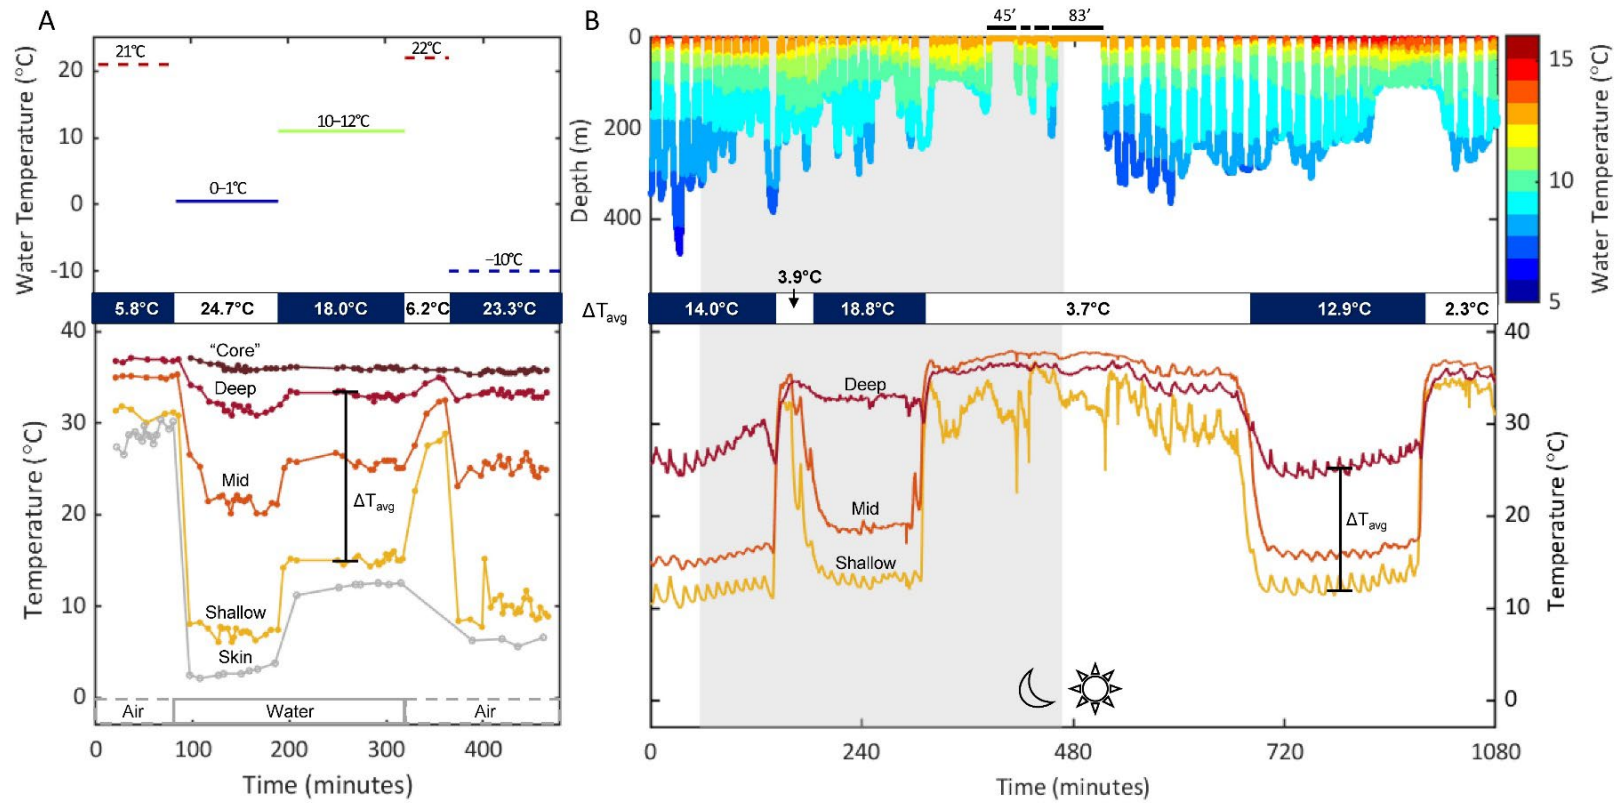 A
B
45’ 83’
Water Temperature (°C)
20
10
0
-10
21°C
22°C
10–12°C
0–1°C
–10°C
Depth (m)
0
200
400
15
10
5
Water Temperature (°C)
3.9°C
5.8°C 24.7°C 18.0°C 6.2°C 23.3°C
ΔTavg
14.0°C 18.8°C 3.7°C 12.9°C 2.3°C
Temperature (°C)
40
30
20
10
0
“Core”
Deep
Mid
ΔTavg
Shallow
Skin
Air Water Air
0 100 200 300 400
Time (minutes)
Deep
Mid
Shallow
ΔTavg
40
30
20
10
0
Temperature (°C)
0 240 480 720 1080
Time (minutes)